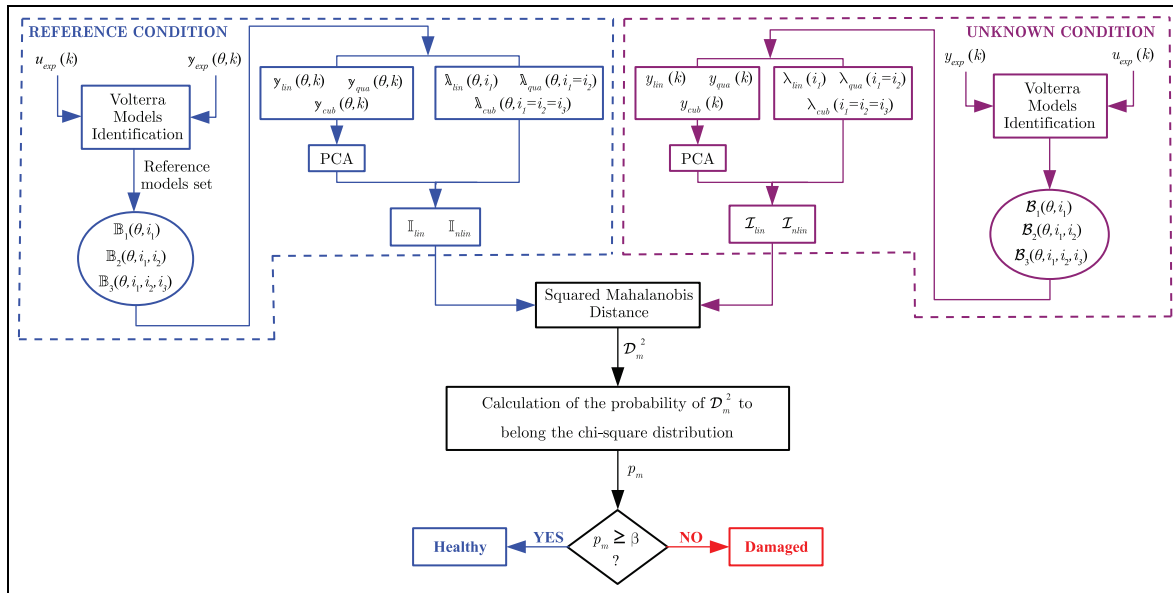 REFERENCE CONDITION
u_exp(k)
𝕪_exp(θ,k)
Volterra
Models
Identification
Reference
models set
𝔹_1(θ,i_1)
𝔹_2(θ,i_1,i_2)
𝔹_3(θ,i_1,i_2,i_3)
𝕪_lin(θ,k) 𝕪_qua(θ,k)
𝕪_cub(θ,k)
PCA
𝕒_lin(θ,i_1) 𝕒_qua(θ,i_1=i_2)
𝕒_cub(θ,i_1=i_2=i_3)
𝕀_lin 𝕀_nlin
UNKNOWN CONDITION
y_lin(k) y_qua(k)
y_cub(k)
PCA
λ_lin(i_1) λ_qua(i_1=i_2)
λ_cub(i_1=i_2=i_3)
ℐ_lin ℐ_nlin
y_exp(k)
u_exp(k)
Volterra
Models
Identification
ℬ_1(θ,i_1)
ℬ_2(θ,i_1,i_2)
ℬ_3(θ,i_1,i_2,i_3)
Squared Mahalanobis
Distance
𝒟_m^2
Calculation of the probability of 𝒟_m^2 to
belong the chi-square distribution
p_m
p_m ≥ β
?
YES
Healthy
NO
Damaged